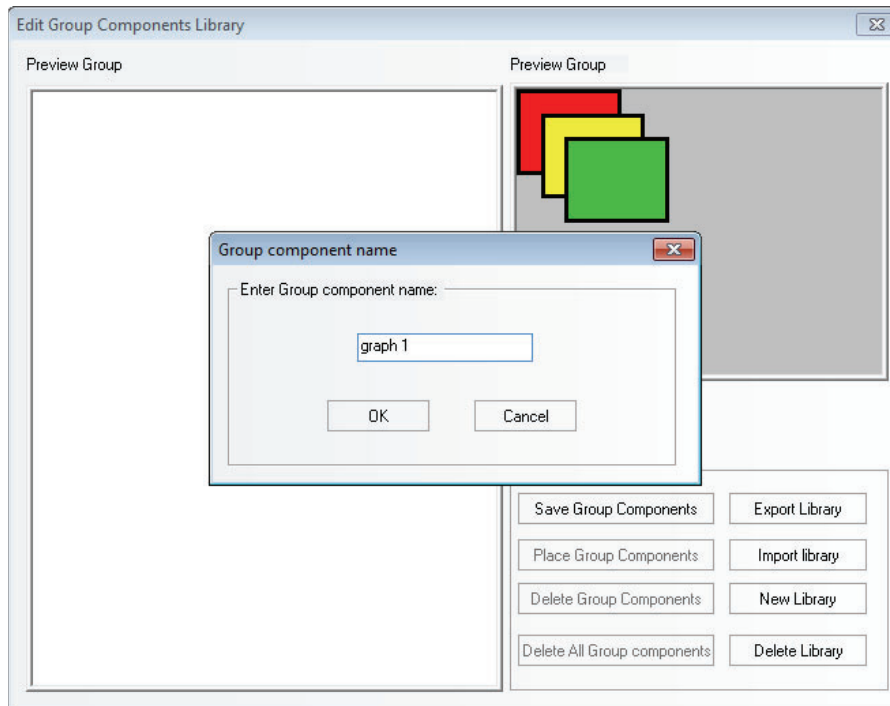 Edit Group Components Library
Preview Group
Preview Group
Group component name
Enter Group component name:
graph 1
OK Cancel
Save Group Components Export Library
Place Group Components Import library
Delete Group Components New Library
Delete All Group components Delete Library